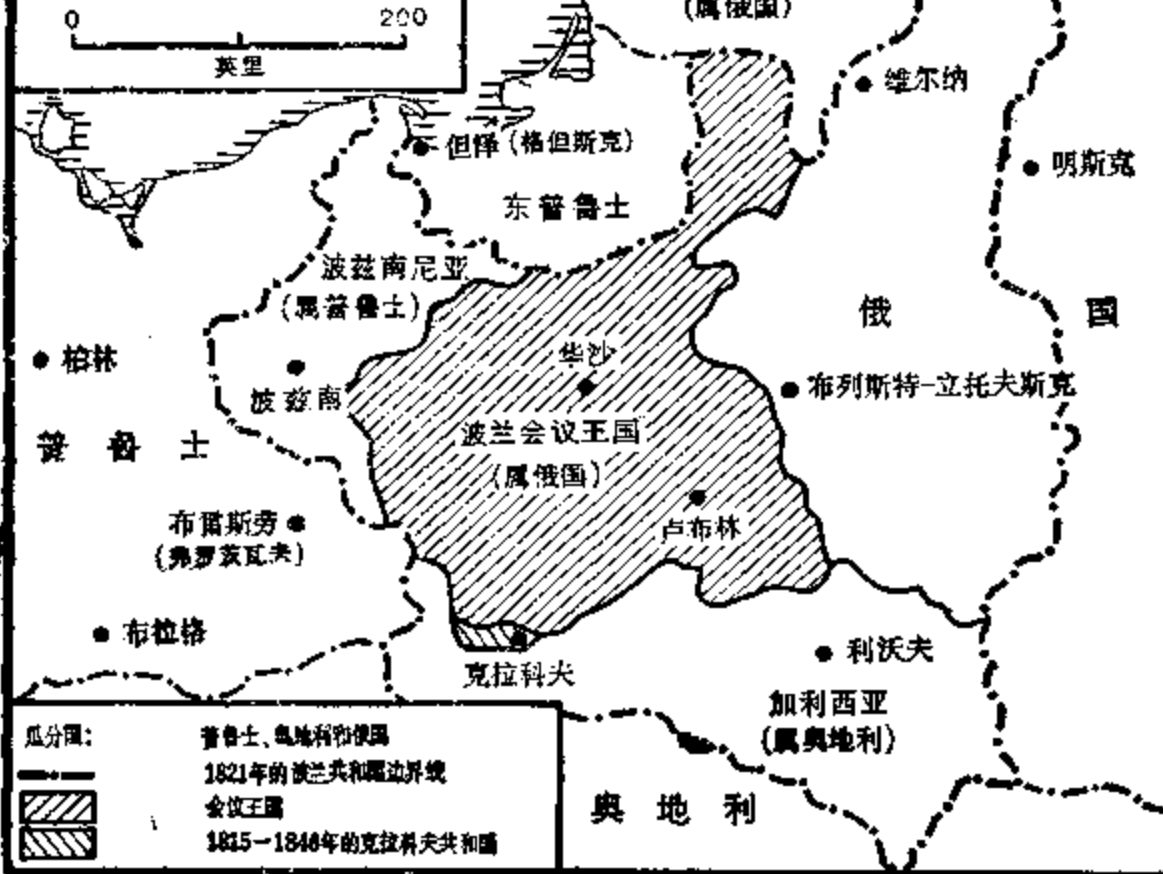 0 200
英里
(属俄国)
维尔纳
但泽(格但斯克)
明斯克
东普鲁士
波兹南尼亚
(属普鲁士)
俄 国
柏林
华沙
布列斯特-立托夫斯克
波兹南
波兰会议王国
(属俄国)
普 鲁 士
卢布林
布雷斯劳
(弗罗茨瓦夫)
布拉格
克拉科夫
利沃夫
加利西亚
(属奥地利)
奥 地 利
瓜分国:
普鲁士、奥地利和俄国
1821年的波兰共和国边界线
会议王国
1815—1846年的克拉科夫共和国